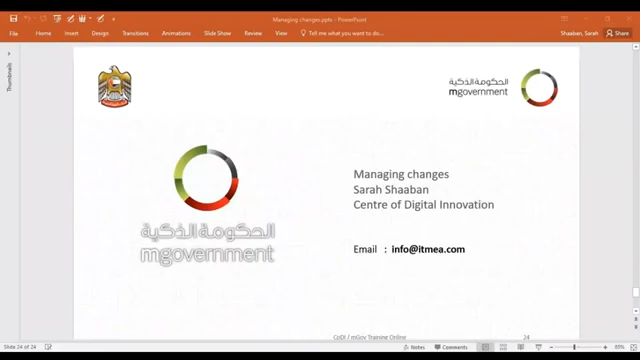 Managing changes.pptx - PowerPoint
File Home Insert Design Transitions Animations Slide Show Review View Tell me what you want to do...
Shaaban, Sarah Share
Thumbnails
الحكومة الذكية
mgovernment
الحكومة الذكية
mgovernment
Managing changes
Sarah Shaaban
Centre of Digital Innovation
Email : info@itmea.com
CoDI / mGov Training Online
24
Slide 24 of 24
Notes Comments